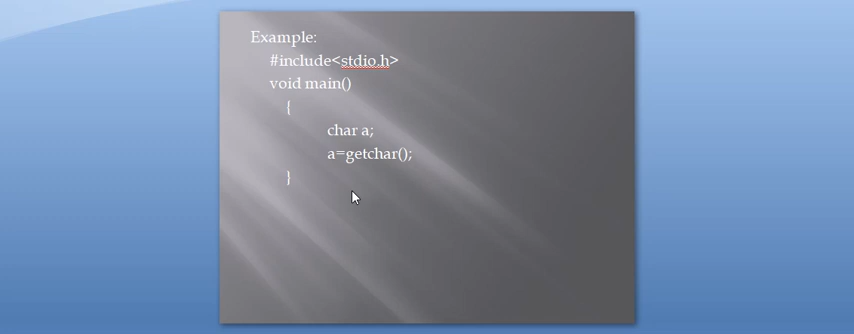 Example:
#include<stdio.h>
void main()
{
char a;
a=getchar();
}